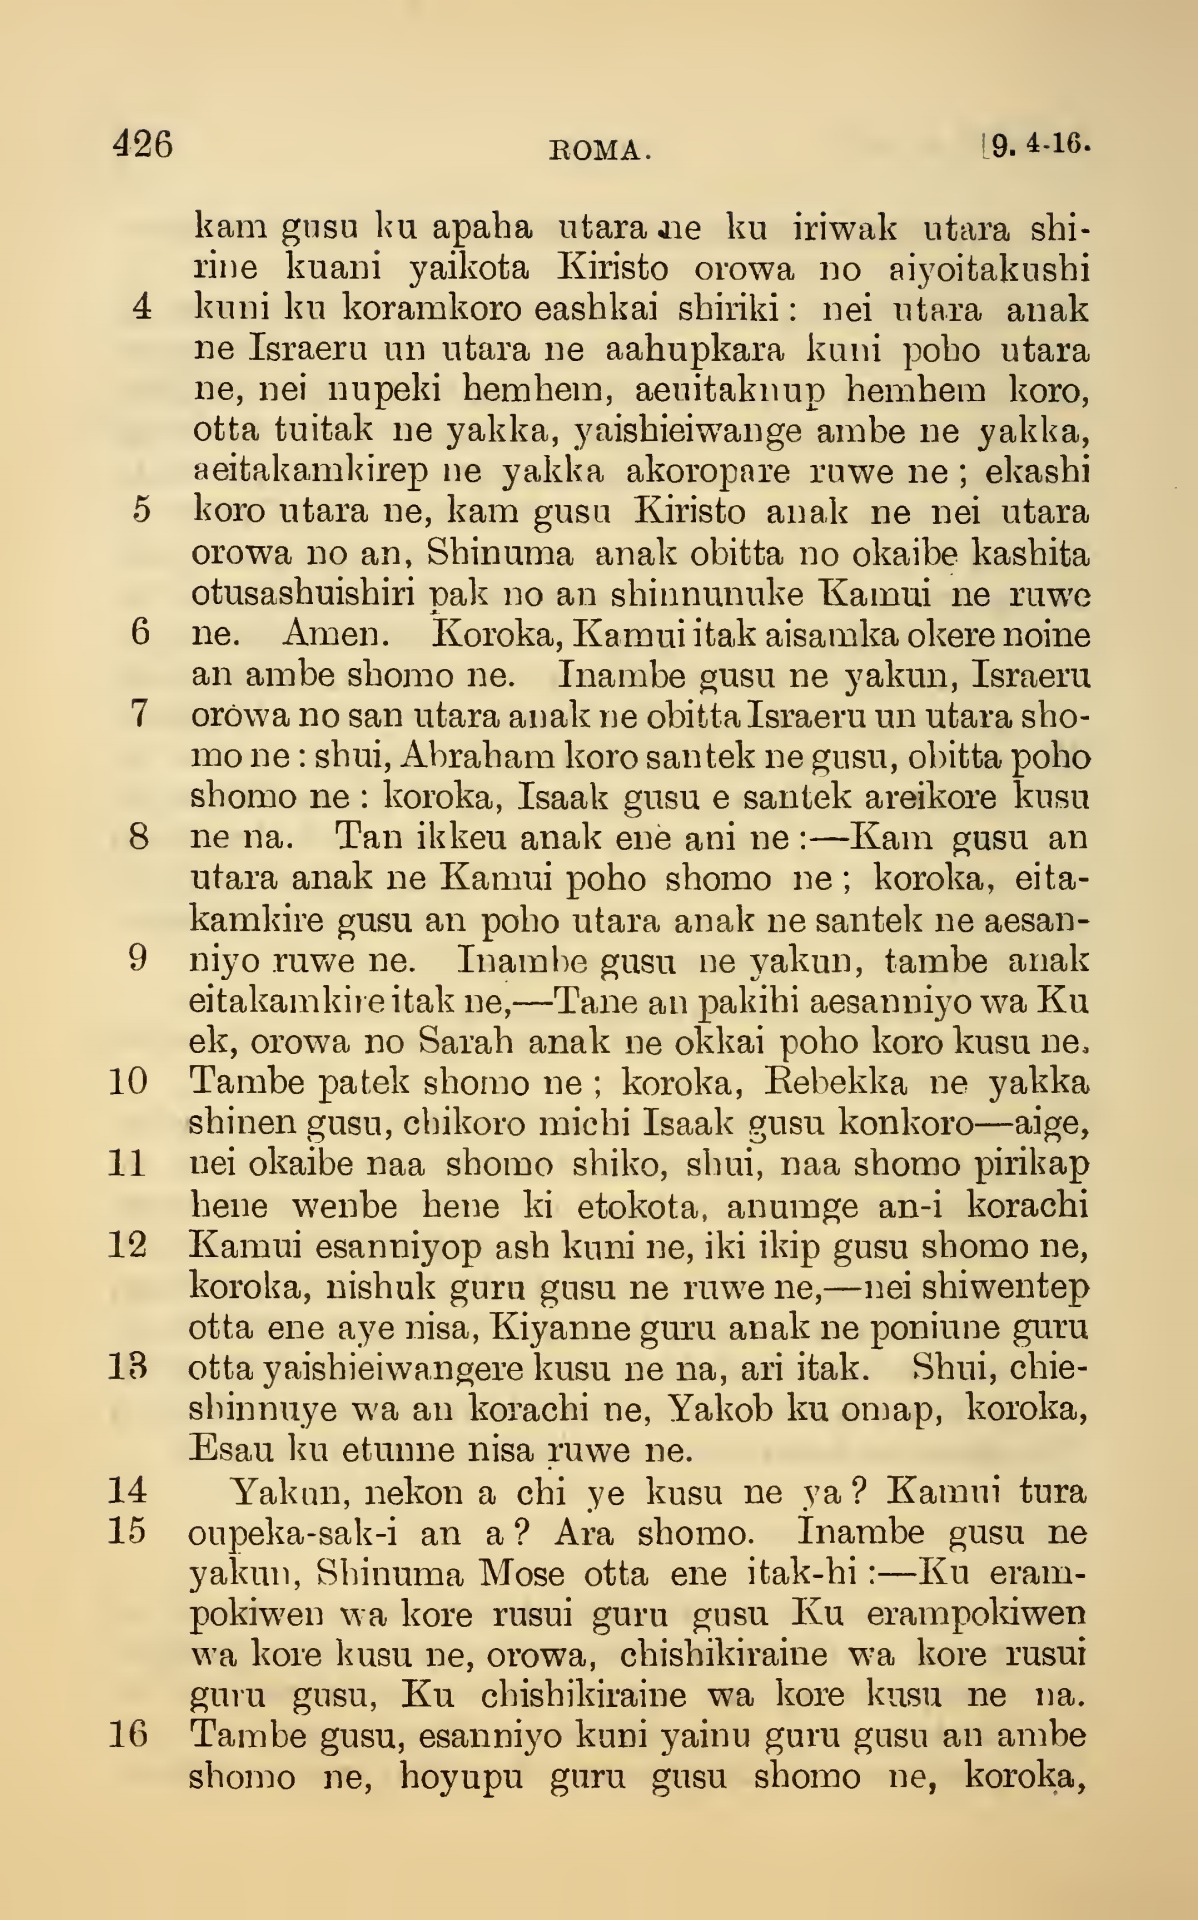 426 ROMA. [9. 4-16.
kam gusu ku apaha utara ne ku iriwak utara shi-
rine kuani yaikota Kiristo orowa no aiyoitakushi
4 kuni ku koramkoro eashkai shiriki : nei utara anak
ne Israeru un utara ne aahupkara kuni poho utara
ne, nei nupeki hemhem, aeuitaknup hemhem koro,
otta tuitak ne yakka, yaishieiwange ambe ne yakka,
aeitakamkirep ne yakka akoropare ruwe ne ; ekashi
5 koro utara ne, kam gusu Kiristo anak ne nei utara
orowa no an, Shinuma anak obitta no okaibe kashita
otusashuishiri pak no an shinnunuke Kamui ne ruwe
6 ne. Amen. Koroka, Kamui itak aisamka okere noine
an ambe shomo ne. Inambe gusu ne yakun, Israeru
7 orowa no san utara anak ne obitta Israeru un utara sho-
mo ne : shui, Abraham koro santek ne gusu, obitta poho
shomo ne : koroka, Isaak gusu e santek areikore kusu
8 ne na. Tan ikkeu anak ene ani ne :—Kam gusu an
utara anak ne Kamui poho shomo ne ; koroka, eita-
kamkire gusu an poho utara anak ne santek ne aesan-
9 niyo ruwe ne. Inambe gusu ne yakun, tambe anak
eitakamkire itak ne,—Tane an pakihi aesanniyo wa Ku
ek, orowa no Sarah anak ne okkai poho koro kusu ne.
10 Tambe patek shomo ne ; koroka, Rebekka ne yakka
shinen gusu, chikoro michi Isaak gusu konkoro—aige,
11 nei okaibe naa shomo shiko, shui, naa shomo pirikap
hene wenbe hene ki etokota, anumge an-i korachi
12 Kamui esanniyop ash kuni ne, iki ikip gusu shomo ne,
koroka, nishuk guru gusu ne ruwe ne,—nei shiwentep
otta ene aye nisa, Kiyanne guru anak ne poniune guru
13 otta yaishieiwangere kusu ne na, ari itak. Shui, chie-
shinnuye wa an korachi ne, Yakob ku omap, koroka,
Esau ku etunne nisa ruwe ne.
14 Yakun, nekon a chi ye kusu ne ya? Kamui tura
15 oupeka-sak-i an a? Ara shomo. Inambe gusu ne
yakun, Shinuma Mose otta ene itak-hi :—Ku eram-
pokiwen wa kore rusui guru gusu Ku erampokiwen
wa kore kusu ne, orowa, chishikiraine wa kore rusui
guru gusu, Ku chishikiraine wa kore kusu ne na.
16 Tambe gusu, esanniyo kuni yainu guru gusu an ambe
shomo ne, hoyupu guru gusu shomo ne, koroka,